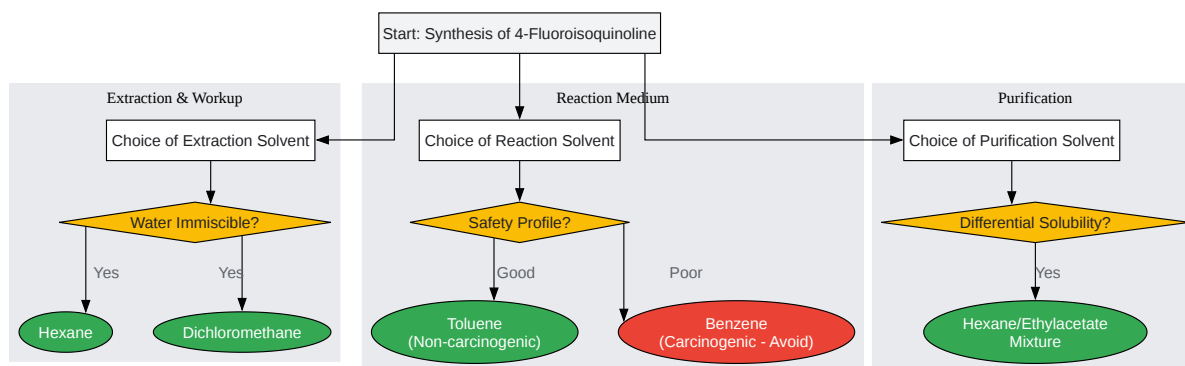 Start: Synthesis of 4-Fluoroisoquinoline
Extraction & Workup
Reaction Medium
Purification
Choice of Extraction Solvent
Choice of Reaction Solvent
Choice of Purification Solvent
Water Immiscible?
Safety Profile?
Differential Solubility?
Yes
Yes
Good
Poor
Yes
Hexane
Dichloromethane
Toluene
(Non-carcinogenic)
Benzene
(Carcinogenic - Avoid)
Hexane/Ethylacetate
Mixture